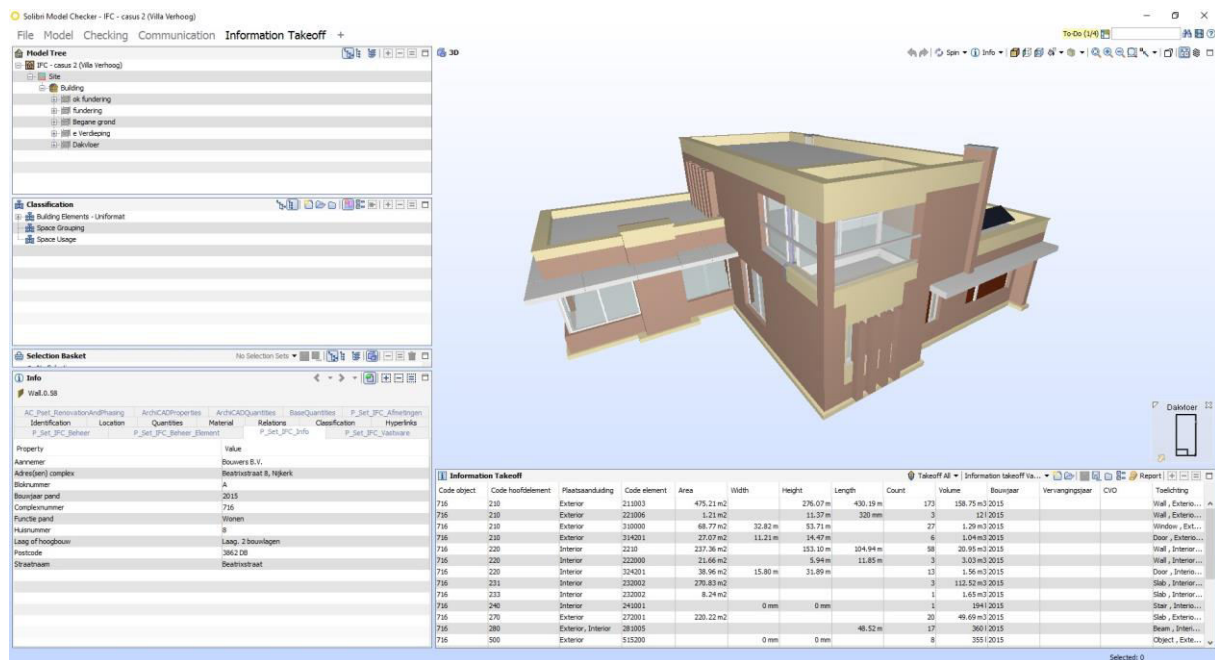 Solibri Model Checker - IFC - casus 2 (Villa Verhoog)
File Model Checking Communication Information Takeoff +
To-Do (1/4)
Model Tree
IFC - casus 2 (Villa Verhoog)
Site
Building
ok fundering
fundering
Begane grond
e Verdieping
Dakvloer
Classification
Building Elements - Uniformat
Space Grouping
Space Usage
Selection Basket No Selection Sets
Info
Wall.0.58
AC_Pset_RenovationAndPhasing ArchiCADProperties ArchiCADQuantities BaseQuantities P_Set_IFC_Afmetingen
Identification Location Quantities Material Relations Classification Hyperlinks
P_Set_IFC_Beheer P_Set_IFC_Beheer_Element P_Set_IFC_Info P_Set_IFC_Vastware
Property Value
Aannemer Bouwers B.V.
Adres(sen) complex Beatrixstraat 8, Nijkerk
Bloknummer A
Bouwjaar pand 2015
Complexnummer 716
Functie pand Wonen
Huisnummer 8
Laag of hoogbouw Laag. 2 bouwlagen
Postcode 3862 DB
Straatnaam Beatrixstraat
3D
Spin Info
Dakvloer
Information Takeoff Takeoff All Information takeoff Va... Report
Code object Code hoofdelement Plaatsaanduiding Code element Area Width Height Length Count Volume Bouwjaar Vervangingsjaar CVO Toelichting
716 210 Exterior 211003 475.21 m2 276.07 m 430.19 m 173 158.75 m3 2015 Wall , Exterio...
716 210 Exterior 221006 1.21 m2 11.37 m 320 mm 3 12 l 2015 Wall , Exterio...
716 210 Exterior 310000 68.77 m2 32.82 m 53.71 m 27 1.29 m3 2015 Window , Ext...
716 210 Exterior 314201 27.07 m2 11.21 m 14.47 m 6 1.04 m3 2015 Door , Exterio...
716 220 Interior 2210 237.36 m2 153.10 m 104.94 m 58 20.95 m3 2015 Wall , Interior...
716 220 Interior 222000 21.66 m2 5.94 m 11.85 m 3 3.03 m3 2015 Wall , Interior...
716 220 Interior 324201 38.96 m2 15.80 m 31.89 m 13 1.56 m3 2015 Door , Interio...
716 231 Interior 232002 270.83 m2 3 112.52 m3 2015 Slab , Interior...
716 233 Interior 232002 8.24 m2 1 1.65 m3 2015 Slab , Interior...
716 240 Interior 241001 0 mm 0 mm 1 194 l 2015 Stair , Interio...
716 270 Exterior 272001 220.22 m2 20 49.69 m3 2015 Slab , Exterio...
716 280 Exterior, Interior 281005 48.52 m 17 360 l 2015 Beam , Interi...
716 500 Exterior 515200 0 mm 0 mm 8 355 l 2015 Object , Exte...
Selected: 0